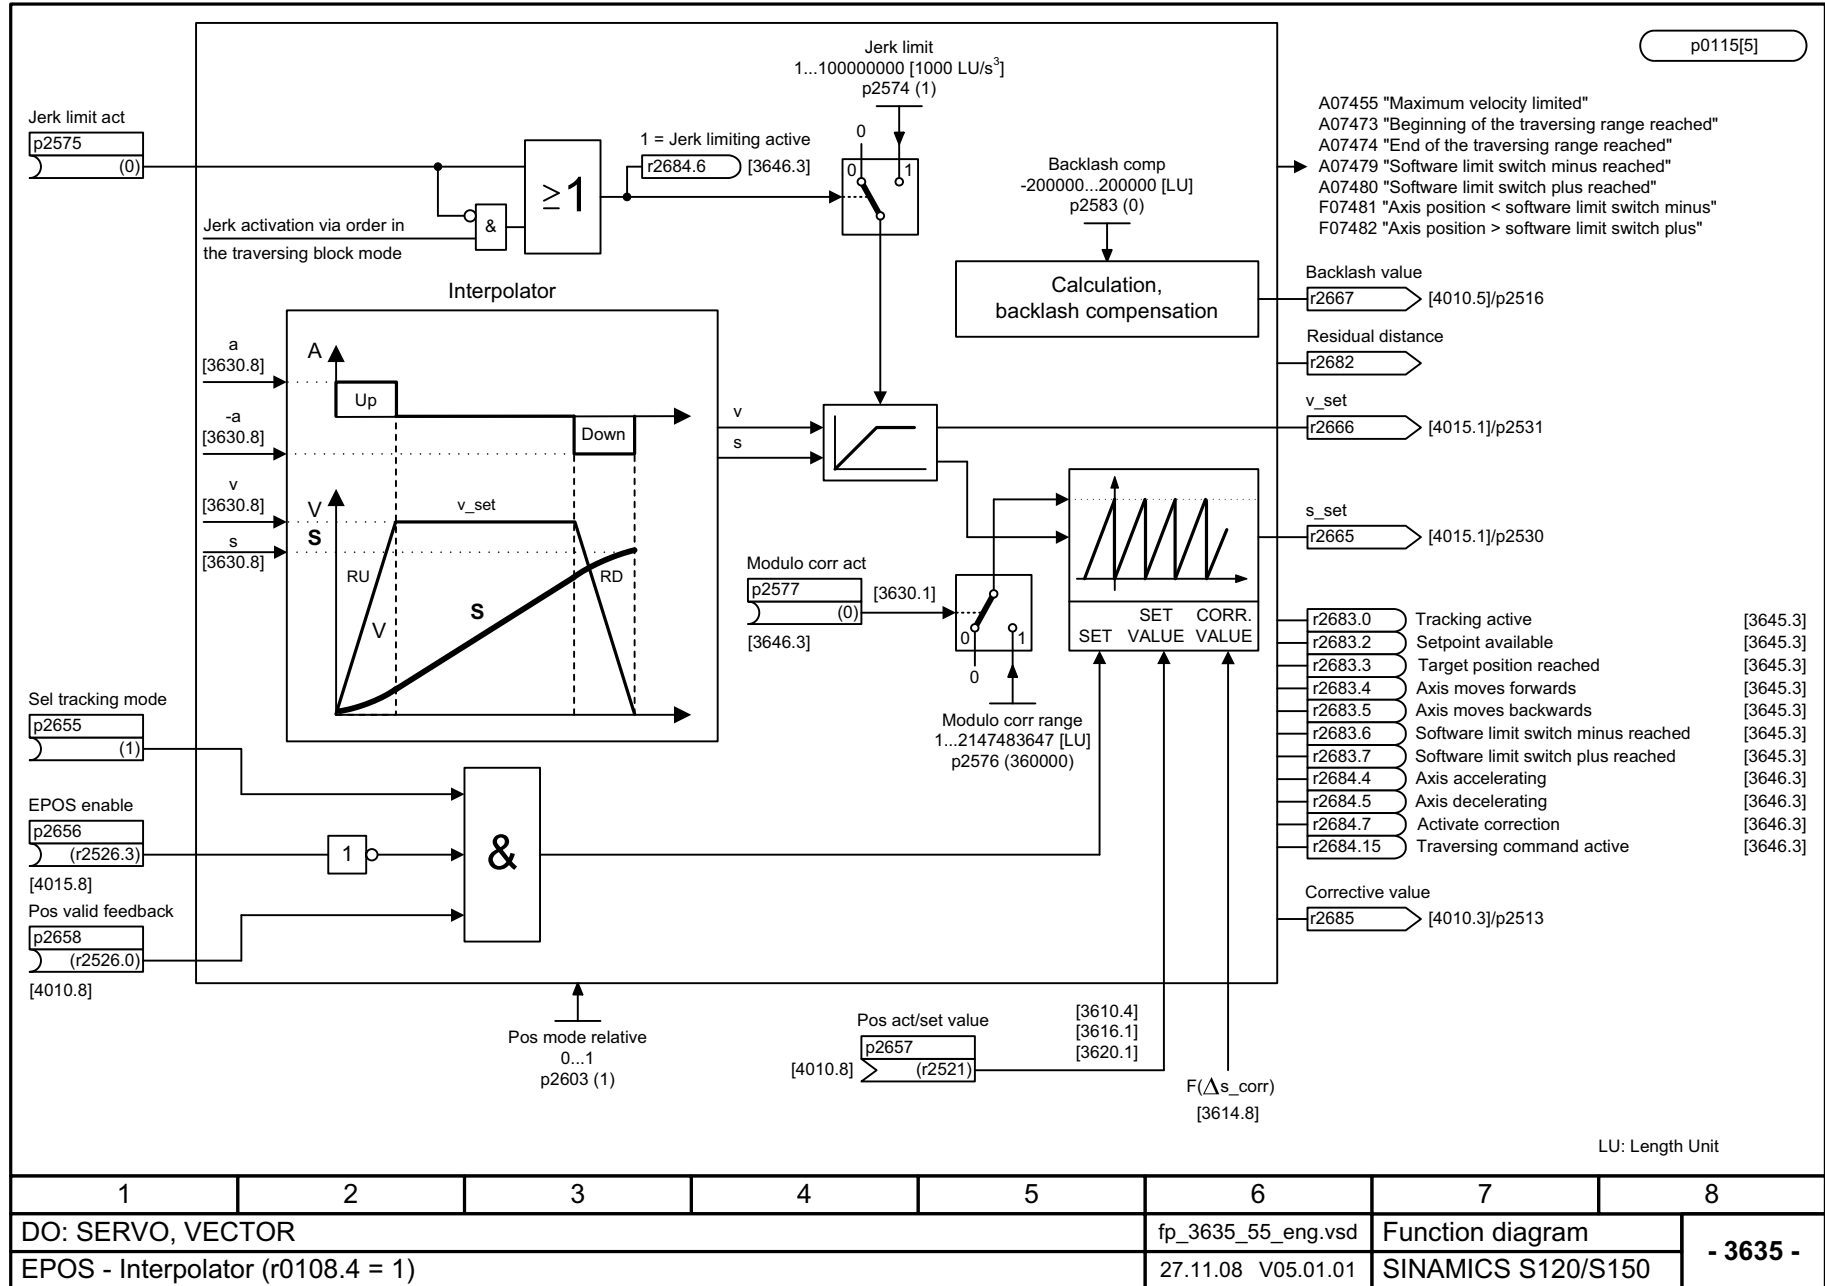 p0115[5]
Jerk limit
1...100000000 [1000 LU/s³]
p2574 (1)
A07455 "Maximum velocity limited"
A07473 "Beginning of the traversing range reached"
A07474 "End of the traversing range reached"
A07479 "Software limit switch minus reached"
A07480 "Software limit switch plus reached"
F07481 "Axis position < software limit switch minus"
F07482 "Axis position > software limit switch plus"
Jerk limit act
p2575
(0)
≥1
1 = Jerk limiting active
r2684.6
[3646.3]
0
0
1
&
Jerk activation via order in
the traversing block mode
Backlash comp
-200000...200000 [LU]
p2583 (0)
Calculation,
backlash compensation
Backlash value
r2667
[4010.5]/p2516
Residual distance
r2682
v_set
r2666
[4015.1]/p2531
s_set
r2665
[4015.1]/p2530
Interpolator
a
[3630.8]
-a
[3630.8]
v
[3630.8]
s
[3630.8]
A
Up
Down
V
S
v_set
RU
V
S
RD
v
s
Modulo corr act
p2577
(0)
[3630.1]
[3646.3]
0
1
0
Modulo corr range
1...2147483647 [LU]
p2576 (360000)
SET
SET
VALUE
CORR.
VALUE
r2683.0 Tracking active [3645.3]
r2683.2 Setpoint available [3645.3]
r2683.3 Target position reached [3645.3]
r2683.4 Axis moves forwards [3645.3]
r2683.5 Axis moves backwards [3645.3]
r2683.6 Software limit switch minus reached [3645.3]
r2683.7 Software limit switch plus reached [3645.3]
r2684.4 Axis accelerating [3646.3]
r2684.5 Axis decelerating [3646.3]
r2684.7 Activate correction [3646.3]
r2684.15 Traversing command active [3646.3]
Corrective value
r2685
[4010.3]/p2513
Sel tracking mode
p2655
(1)
EPOS enable
p2656
(r2526.3)
[4015.8]
1
&
Pos valid feedback
p2658
(r2526.0)
[4010.8]
Pos mode relative
0...1
p2603 (1)
Pos act/set value
p2657
(r2521)
[4010.8]
[3610.4]
[3616.1]
[3620.1]
F(Δs_corr)
[3614.8]
LU: Length Unit
1 2 3 4 5 6 7 8
DO: SERVO, VECTOR
fp_3635_55_eng.vsd
Function diagram
- 3635 -
EPOS - Interpolator (r0108.4 = 1)
27.11.08 V05.01.01
SINAMICS S120/S150